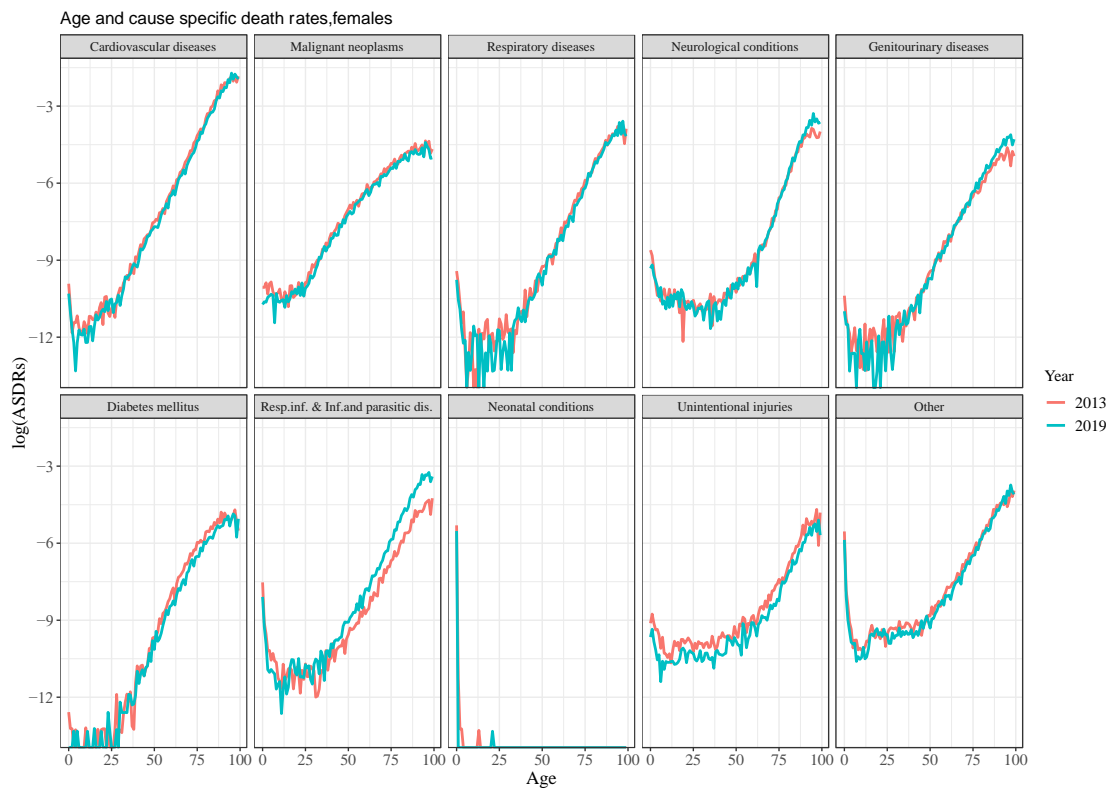 Age and cause specific death rates,females
Cardiovascular diseases
Malignant neoplasms
Respiratory diseases
Neurological conditions
Genitourinary diseases
−3
−6
−9
−12
Diabetes mellitus
Resp.inf. & Inf.and parasitic dis.
Neonatal conditions
Unintentional injuries
Other
−3
−6
−9
−12
0 25 50 75 100
0 25 50 75 100
0 25 50 75 100
0 25 50 75 100
0 25 50 75 100
Age
log(ASDRs)
Year
2013
2019